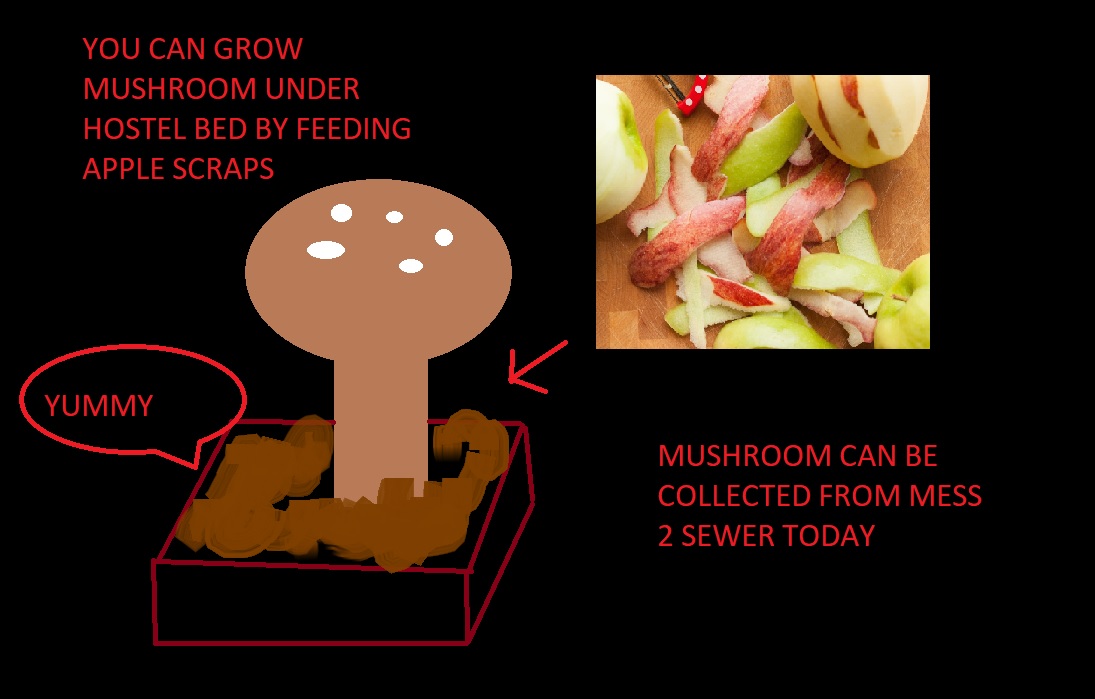 YOU CAN GROW
MUSHROOM UNDER
HOSTEL BED BY FEEDING
APPLE SCRAPS
YUMMY
MUSHROOM CAN BE
COLLECTED FROM MESS
2 SEWER TODAY